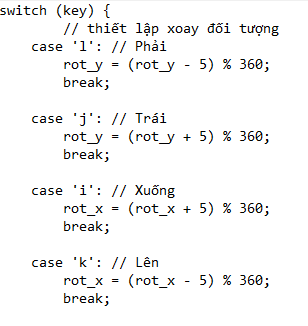 switch (key) {
// thiết lập xoay đối tượng
case 'l': // Phải
rot_y = (rot_y - 5) % 360;
break;
case 'j': // Trái
rot_y = (rot_y + 5) % 360;
break;
case 'i': // Xuống
rot_x = (rot_x + 5) % 360;
break;
case 'k': // Lên
rot_x = (rot_x - 5) % 360;
break;